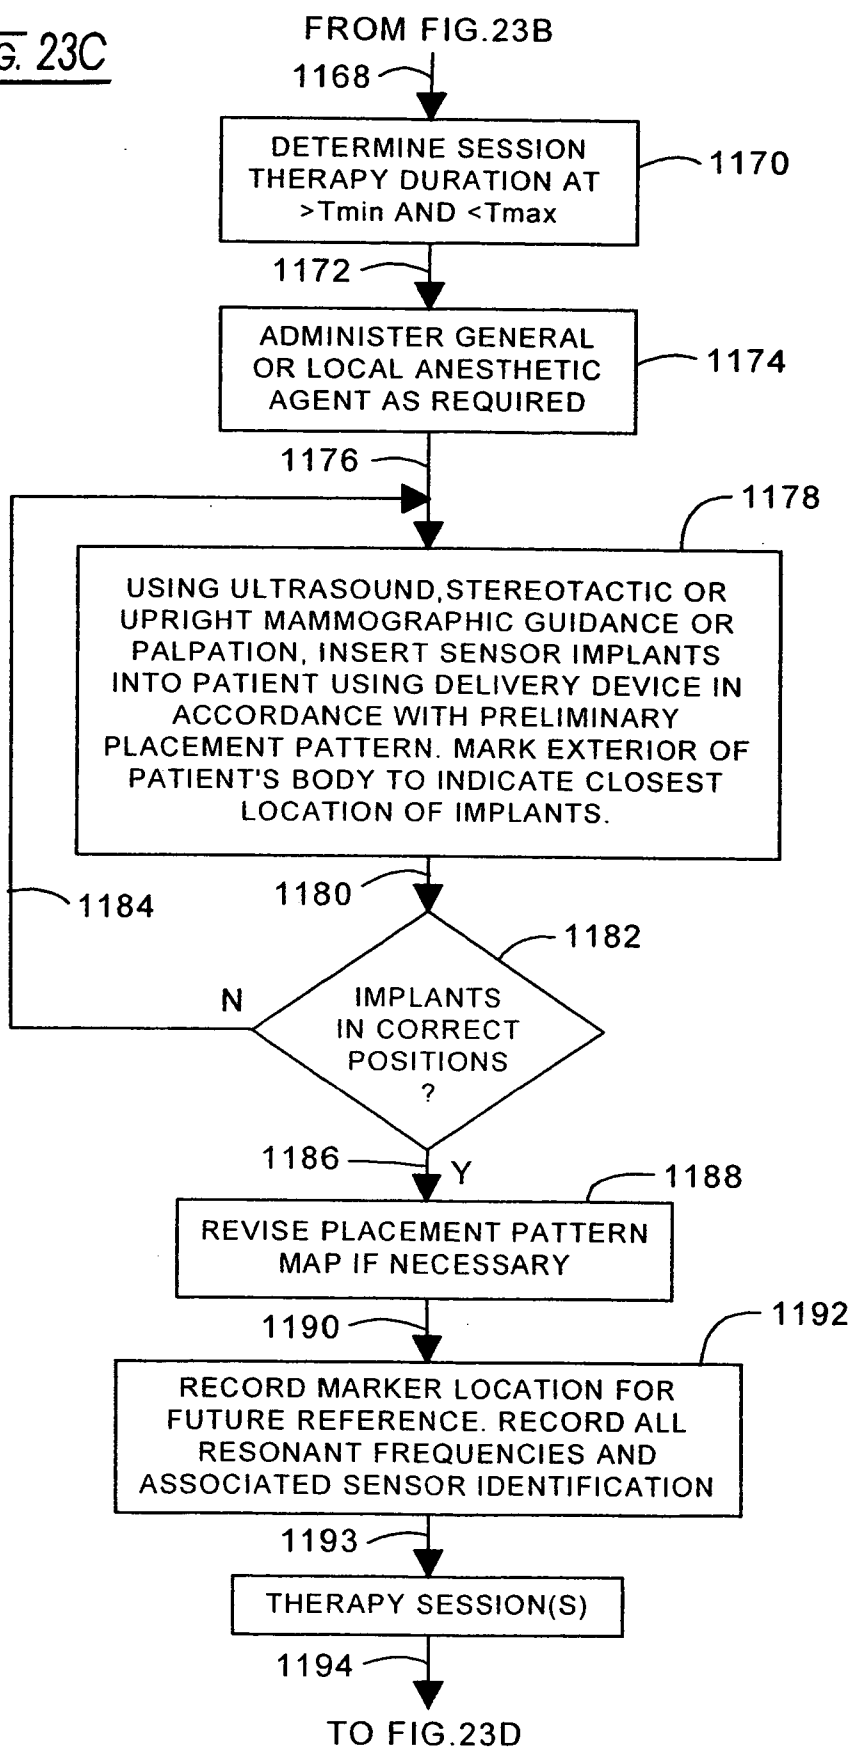 G. 23C
FROM FIG.23B
1168
DETERMINE SESSION
THERAPY DURATION AT
>Tmin AND <Tmax
1170
1172
ADMINISTER GENERAL
OR LOCAL ANESTHETIC
AGENT AS REQUIRED
1174
1176
1178
USING ULTRASOUND,STEREOTACTIC OR
UPRIGHT MAMMOGRAPHIC GUIDANCE OR
PALPATION, INSERT SENSOR IMPLANTS
INTO PATIENT USING DELIVERY DEVICE IN
ACCORDANCE WITH PRELIMINARY
PLACEMENT PATTERN. MARK EXTERIOR OF
PATIENT'S BODY TO INDICATE CLOSEST
LOCATION OF IMPLANTS.
1180
1184
1182
N
IMPLANTS
IN CORRECT
POSITIONS
?
1186
Y
1188
REVISE PLACEMENT PATTERN
MAP IF NECESSARY
1190
1192
RECORD MARKER LOCATION FOR
FUTURE REFERENCE. RECORD ALL
RESONANT FREQUENCIES AND
ASSOCIATED SENSOR IDENTIFICATION
1193
THERAPY SESSION(S)
1194
TO FIG.23D